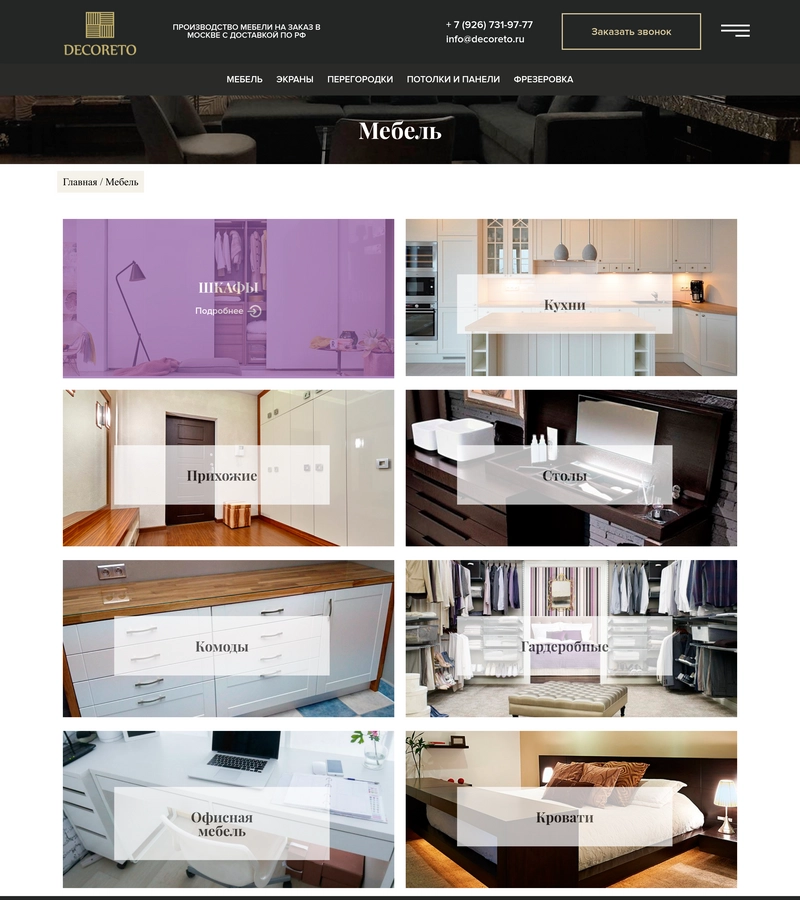 DECORETO
ПРОИЗВОДСТВО МЕБЕЛИ НА ЗАКАЗ В
МОСКВЕ С ДОСТАВКОЙ ПО РФ
+ 7 (926) 731-97-77
info@decoreto.ru
Заказать звонок
МЕБЕЛЬ ЭКРАНЫ ПЕРЕГОРОДКИ ПОТОЛКИ И ПАНЕЛИ ФРЕЗЕРОВКА
Мебель
Главная / Мебель
ШКАФЫ
Подробнее
Кухни
Прихожие
Столы
Комоды
Гардеробные
Офисная
мебель
Кровати